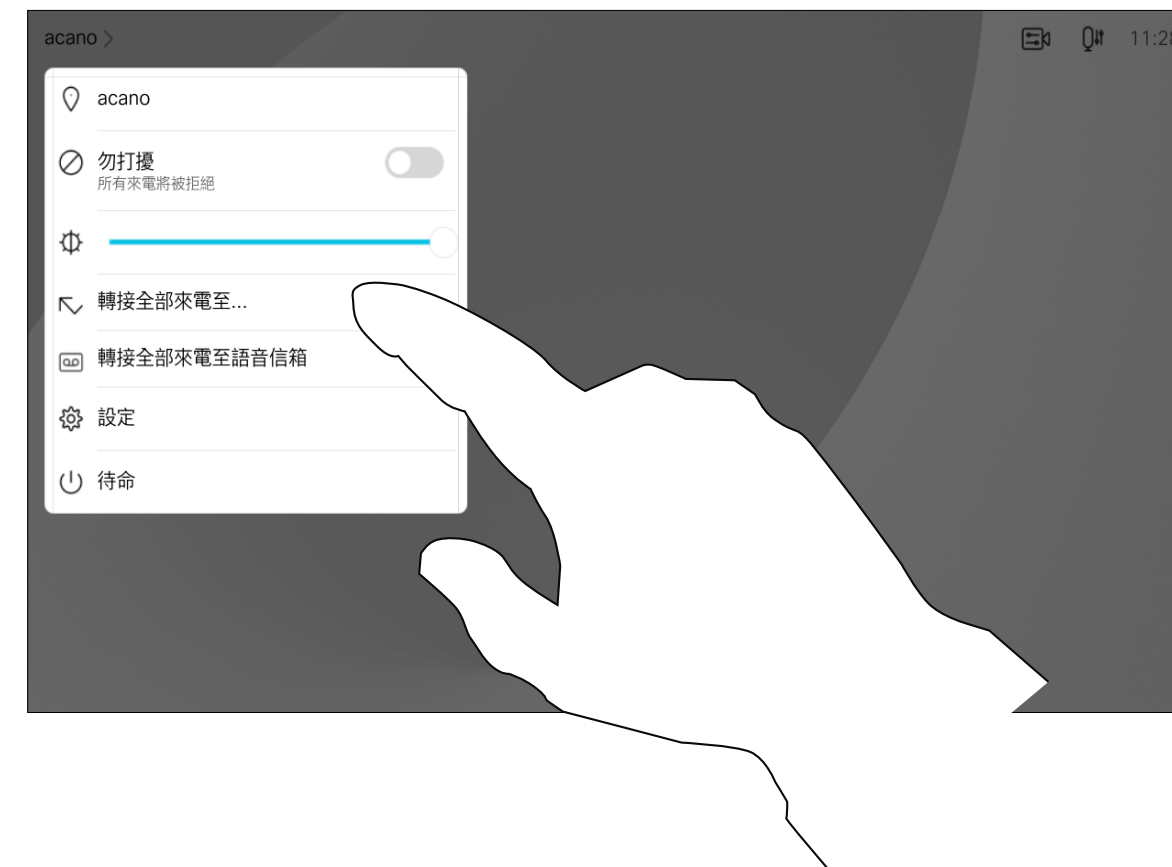 acano
11:28
acano
勿打擾
所有來電將被拒絕
轉接全部來電至...
轉接全部來電至語音信箱
設定
待命